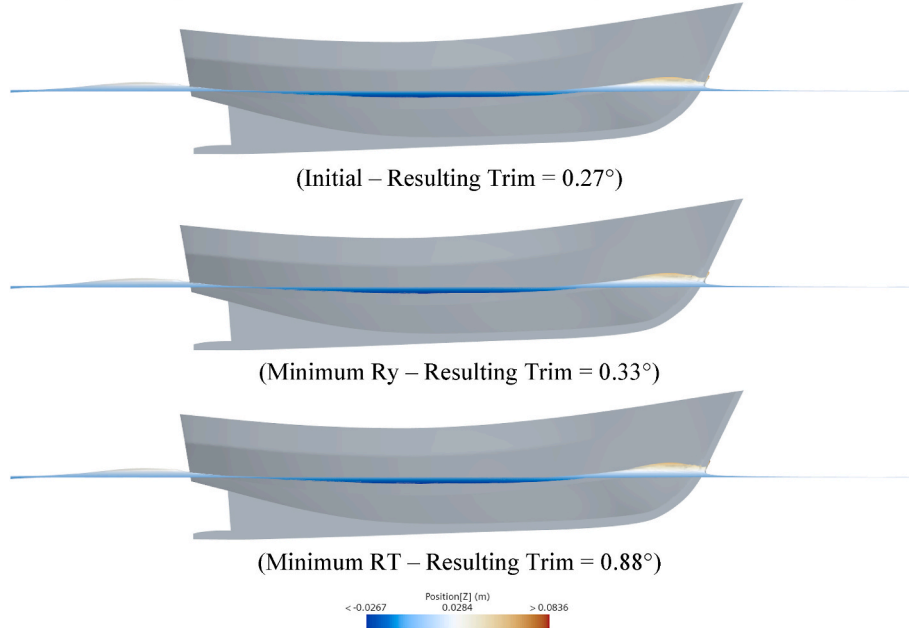 (Initial – Resulting Trim = 0.27°)
(Minimum Ry – Resulting Trim = 0.33°)
(Minimum RT – Resulting Trim = 0.88°)
Position[Z] (m)
< -0.0267 0.0284 > 0.0836